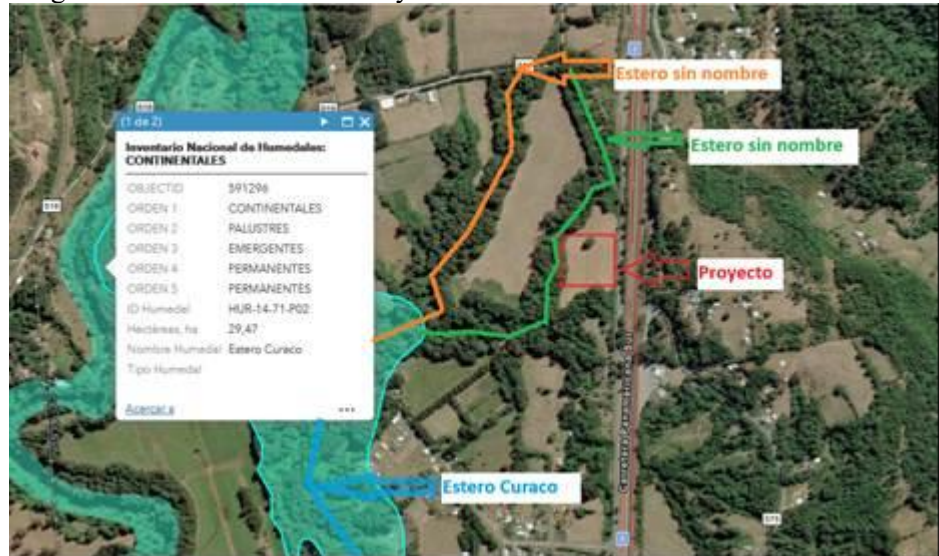 Estero sin nombre
Estero sin nombre
(1 de 2)
Inventario Nacional de Humedales:
CONTINENTALES
OBJECTID 591296
ORDEN 1 CONTINENTALES
ORDEN 2 PALUSTRES
ORDEN 3 EMERGENTES
ORDEN 4 PERMANENTES
ORDEN 5 PERMANENTES
ID Humedal HUR-14-71-P02
Hectáreas, ha 29,47
Nombre Humedal Estero Curaco
Tipo Humedal
Acercar a
Proyecto
Estero Curaco